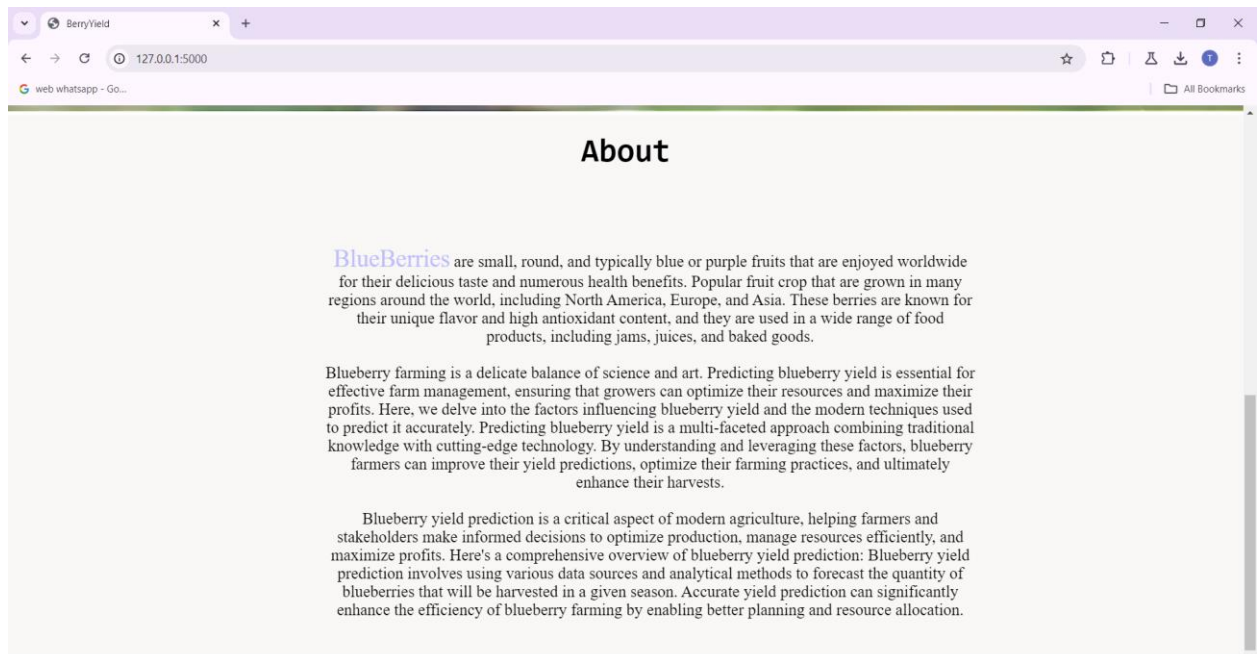 BerryYield
127.0.0.1:5000
T
web whatsapp - Go...
All Bookmarks
About
BlueBerries are small, round, and typically blue or purple fruits that are enjoyed worldwide
for their delicious taste and numerous health benefits. Popular fruit crop that are grown in many
regions around the world, including North America, Europe, and Asia. These berries are known for
their unique flavor and high antioxidant content, and they are used in a wide range of food
products, including jams, juices, and baked goods.
Blueberry farming is a delicate balance of science and art. Predicting blueberry yield is essential for
effective farm management, ensuring that growers can optimize their resources and maximize their
profits. Here, we delve into the factors influencing blueberry yield and the modern techniques used
to predict it accurately. Predicting blueberry yield is a multi-faceted approach combining traditional
knowledge with cutting-edge technology. By understanding and leveraging these factors, blueberry
farmers can improve their yield predictions, optimize their farming practices, and ultimately
enhance their harvests.
Blueberry yield prediction is a critical aspect of modern agriculture, helping farmers and
stakeholders make informed decisions to optimize production, manage resources efficiently, and
maximize profits. Here's a comprehensive overview of blueberry yield prediction: Blueberry yield
prediction involves using various data sources and analytical methods to forecast the quantity of
blueberries that will be harvested in a given season. Accurate yield prediction can significantly
enhance the efficiency of blueberry farming by enabling better planning and resource allocation.